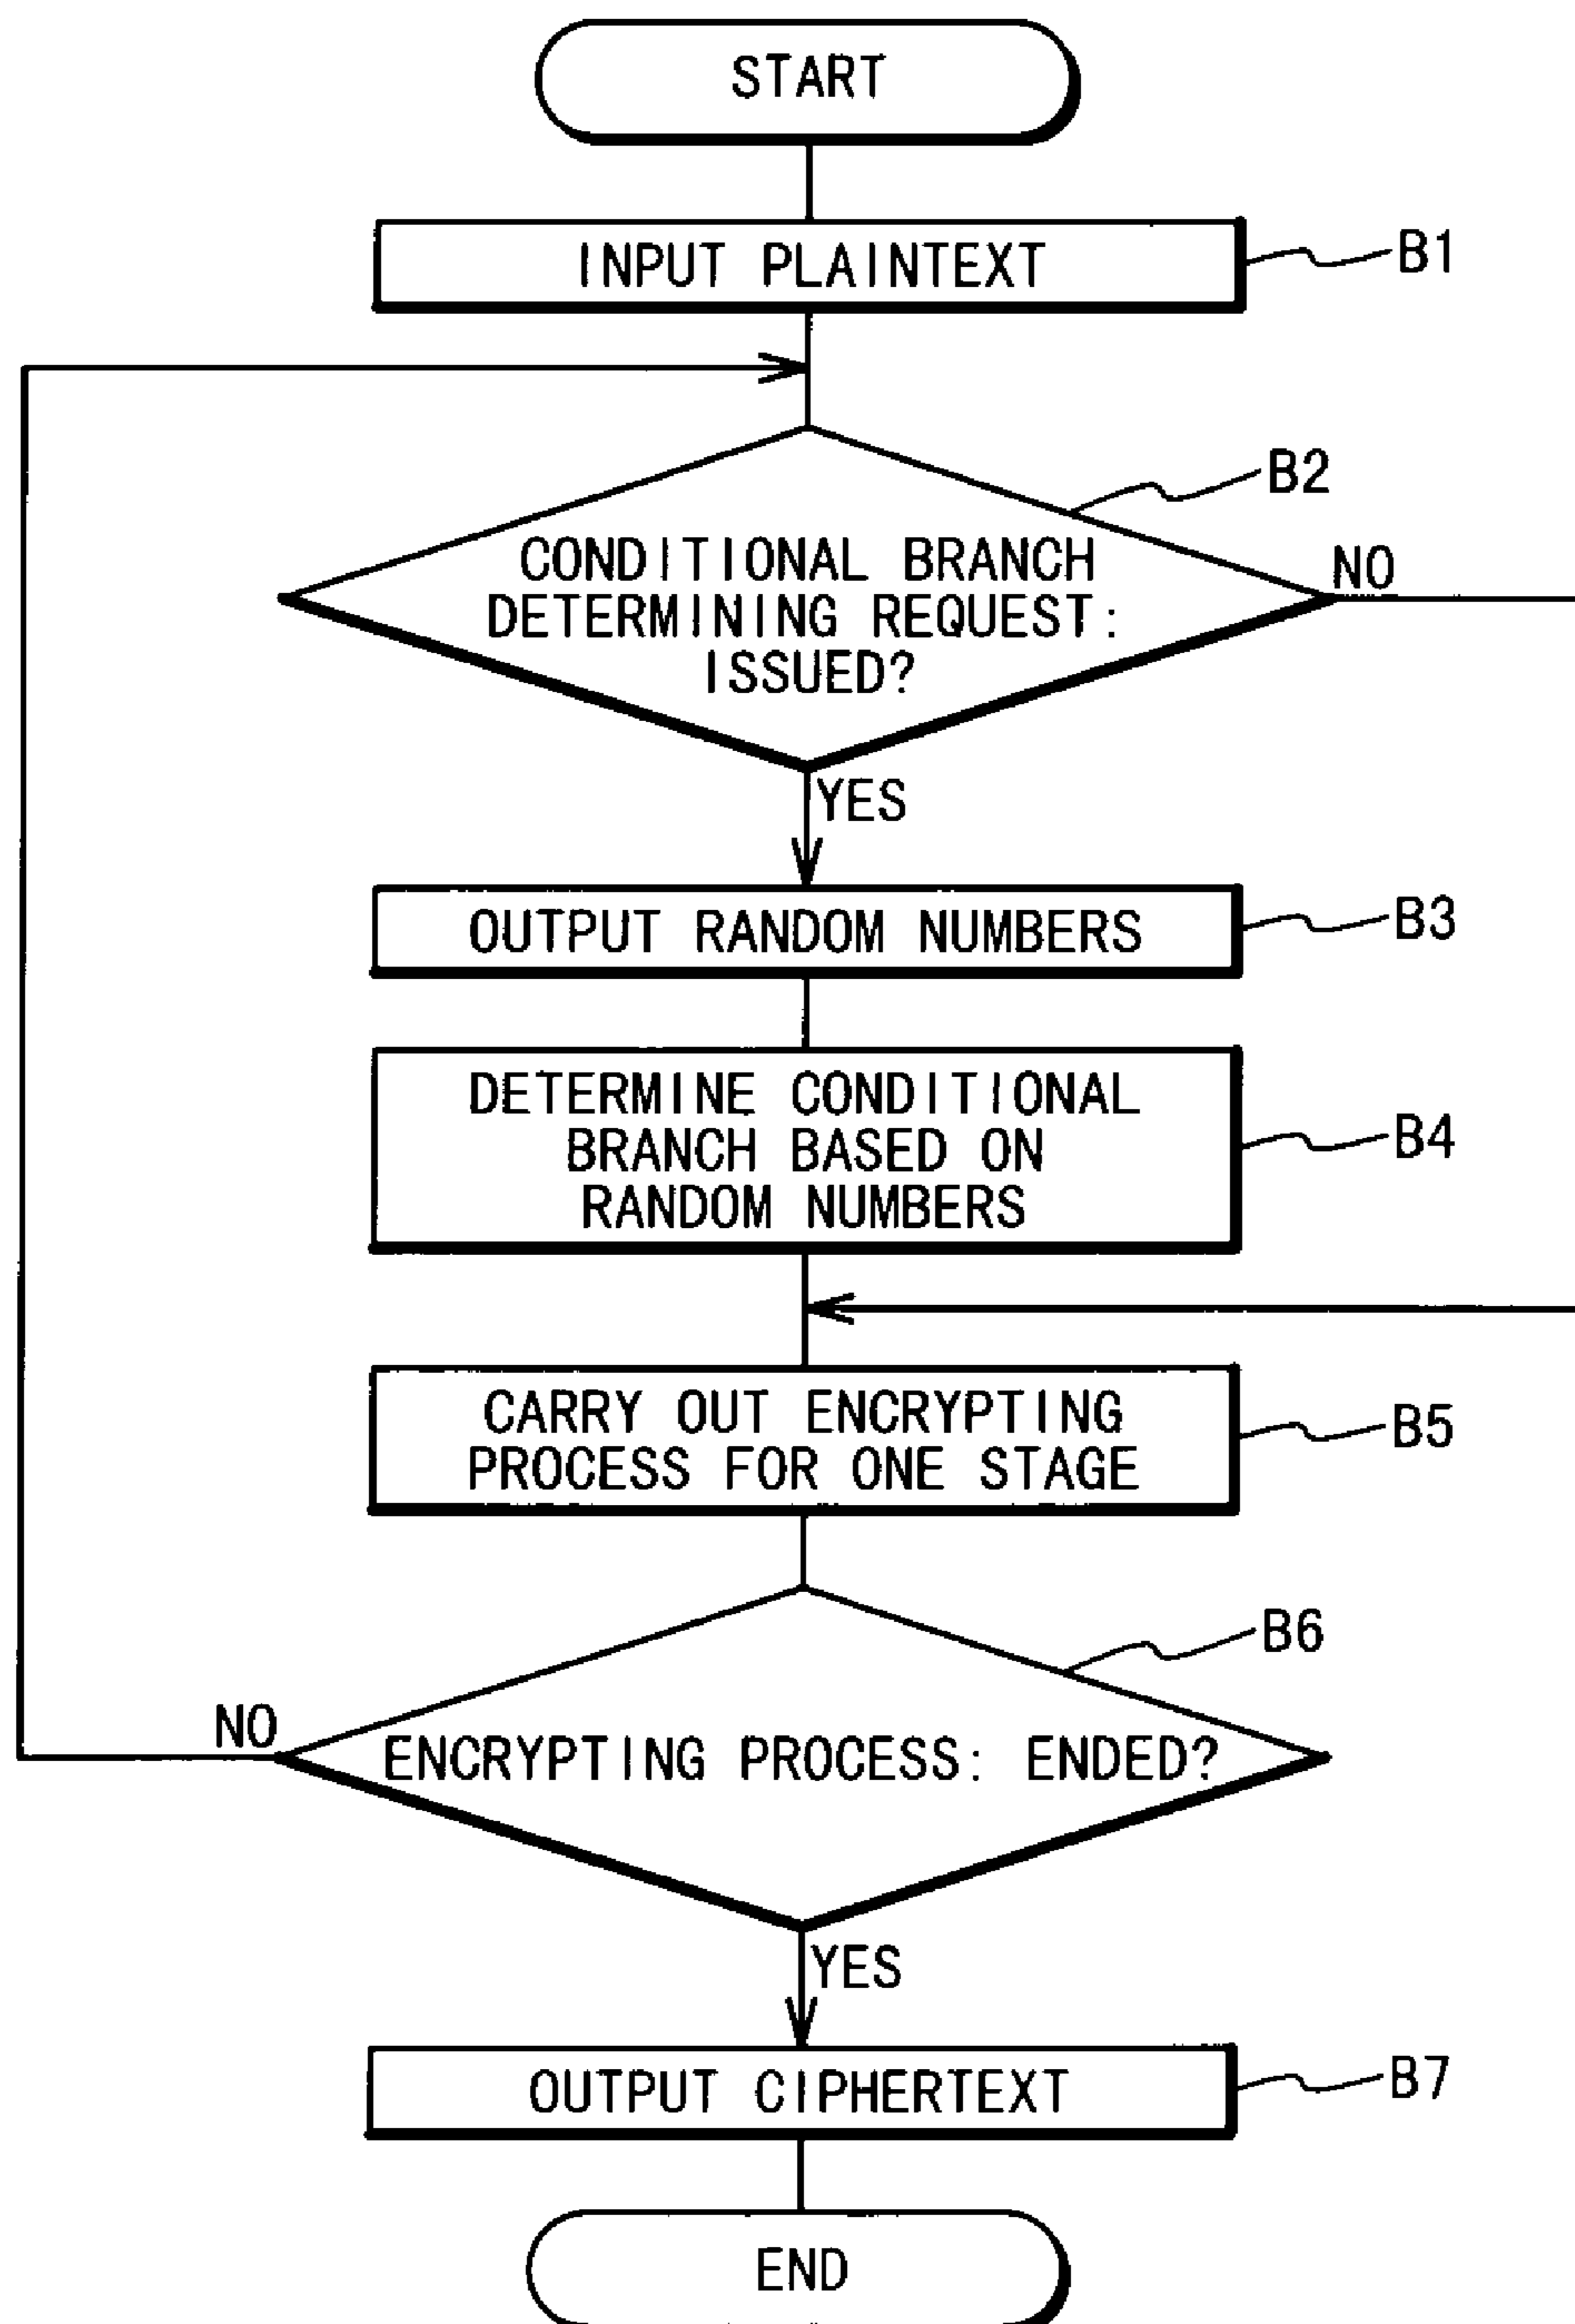 START
INPUT PLAINTEXT
B1
B2
CONDITIONAL BRANCH
DETERMINING REQUEST:
ISSUED?
NO
YES
OUTPUT RANDOM NUMBERS
B3
DETERMINE CONDITIONAL
BRANCH BASED ON
RANDOM NUMBERS
B4
CARRY OUT ENCRYPTING
PROCESS FOR ONE STAGE
B5
B6
NO
ENCRYPTING PROCESS: ENDED?
YES
OUTPUT CIPHERTEXT
B7
END